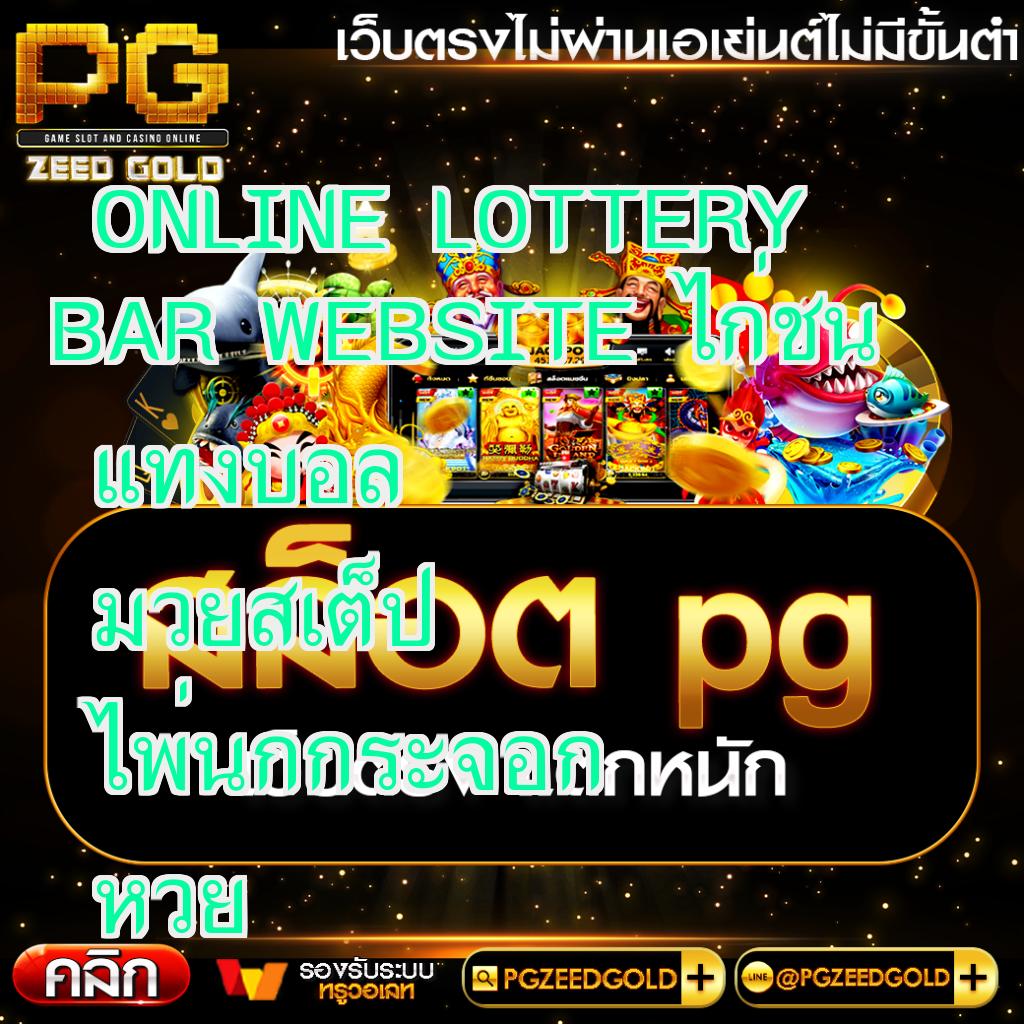 เว็บตรงไม่ผ่านเอเย่นต์ไม่มีขั้นต่ำ
PG
GAME SLOT AND CASINO ONLINE
ZEED GOLD
ONLINE LOTTERY
BAR WEBSITE ไก่ชน
แทงบอล
สล็อต pg
มวยสเต็ป
ไพ่นกกระจอก
หวย
คลิก
รองรับระบบ
ทรูวอเลท
PGZEEDGOLD +
LINE @PGZEEDGOLD +